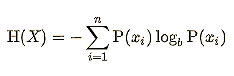 H(X) = − ∑_{i=1}^{n} P(x_i) log_b P(x_i)